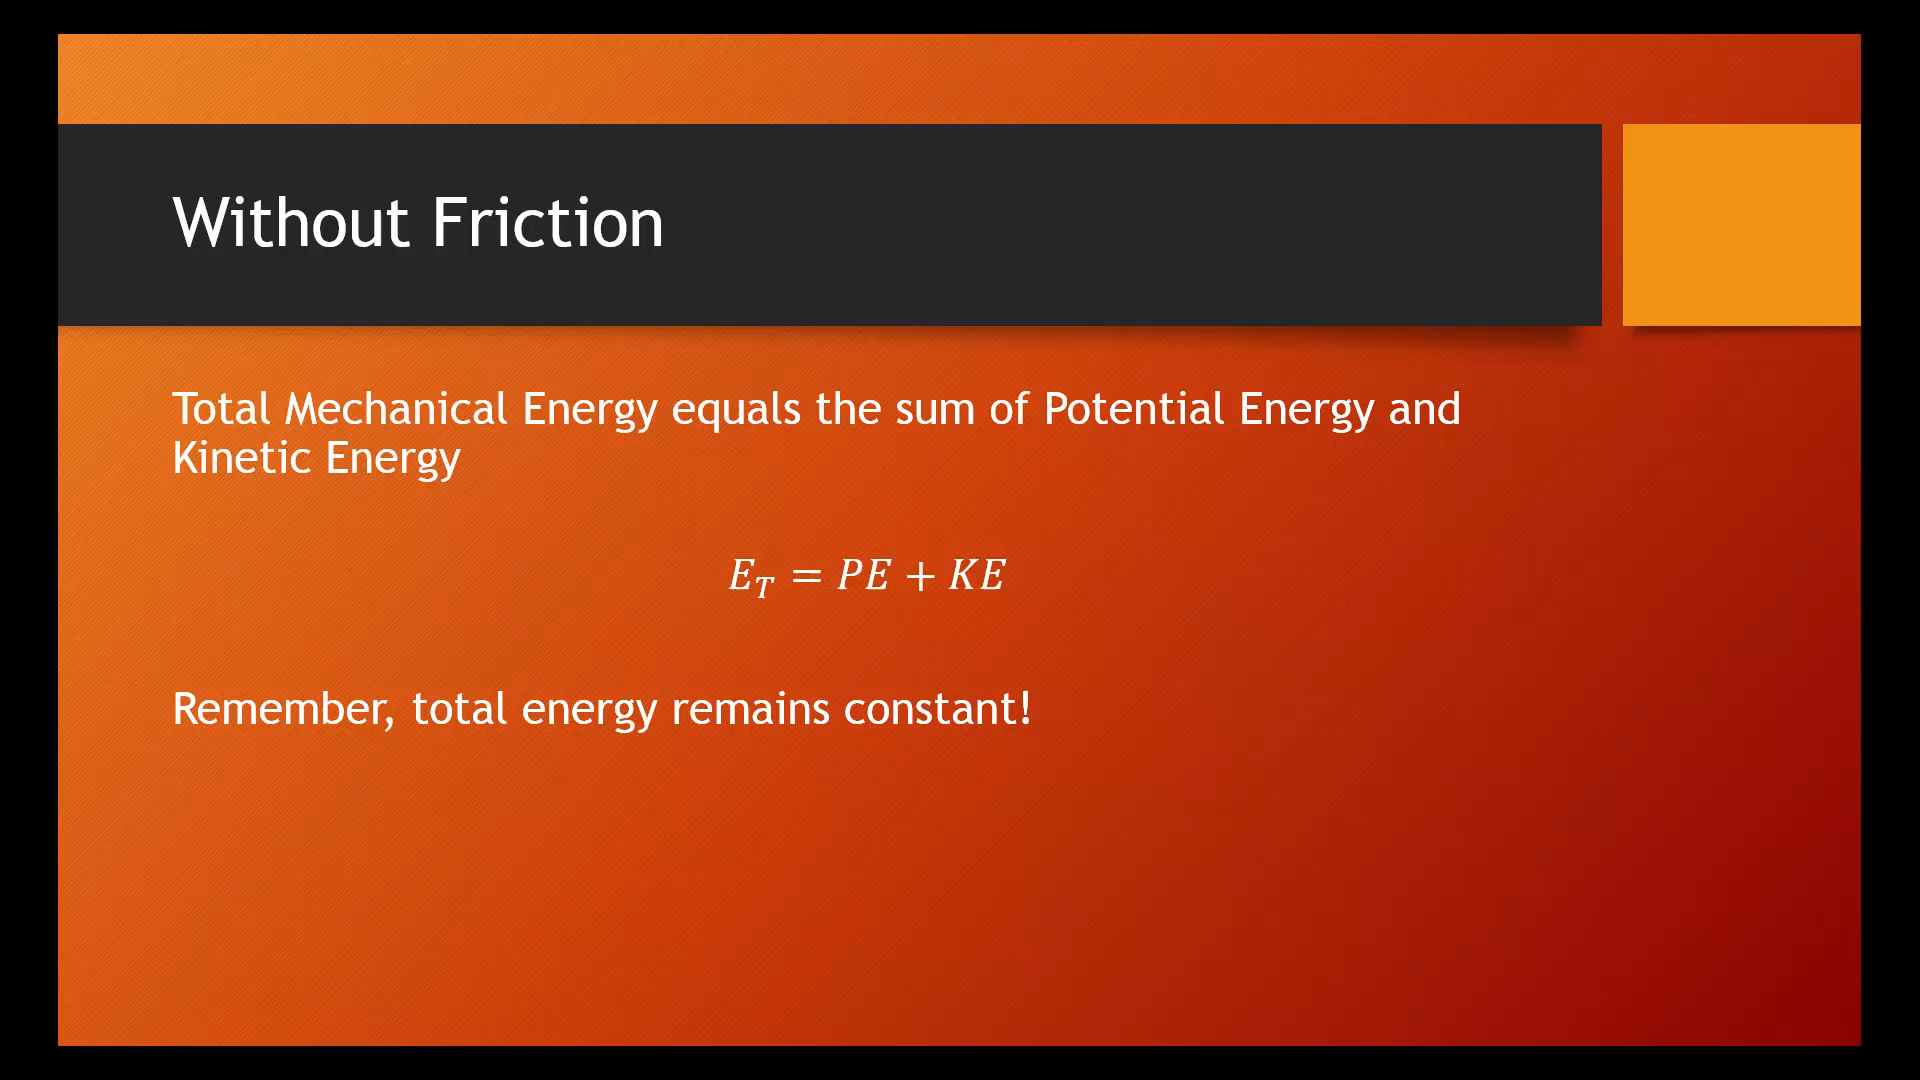 Without Friction
Total Mechanical Energy equals the sum of Potential Energy and
Kinetic Energy
E_T = PE + KE
Remember, total energy remains constant!